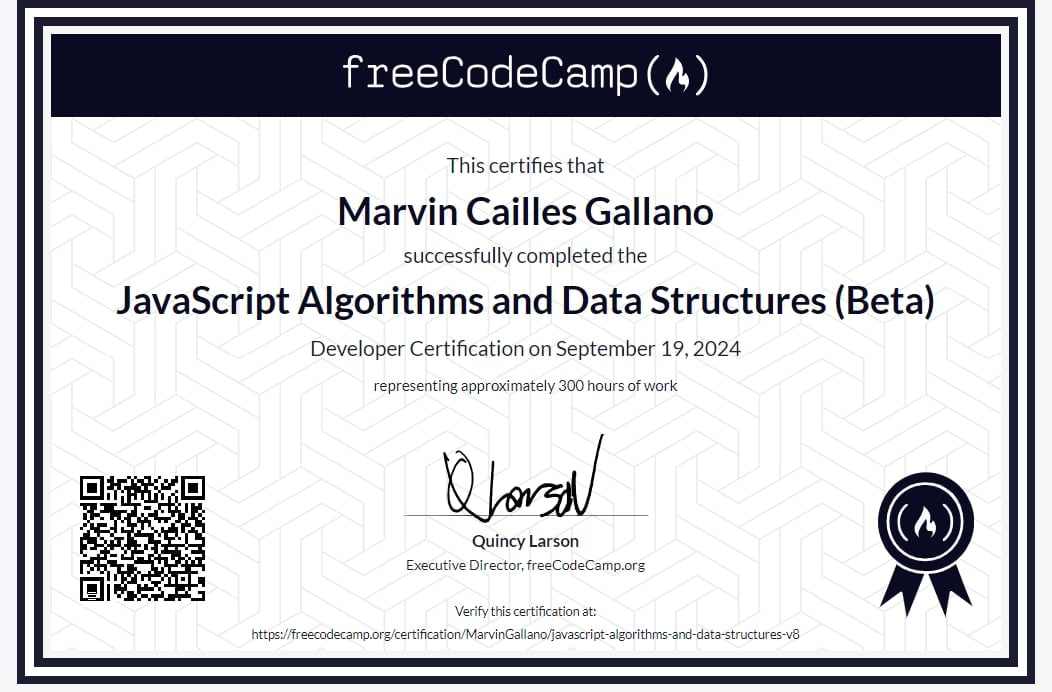 freeCodeCamp
This certifies that
Marvin Cailles Gallano
successfully completed the
JavaScript Algorithms and Data Structures (Beta)
Developer Certification on September 19, 2024
representing approximately 300 hours of work
Q Larson
Quincy Larson
Executive Director, freeCodeCamp.org
Verify this certification at:
https://freecodecamp.org/certification/MarvinGallano/javascript-algorithms-and-data-structures-v8